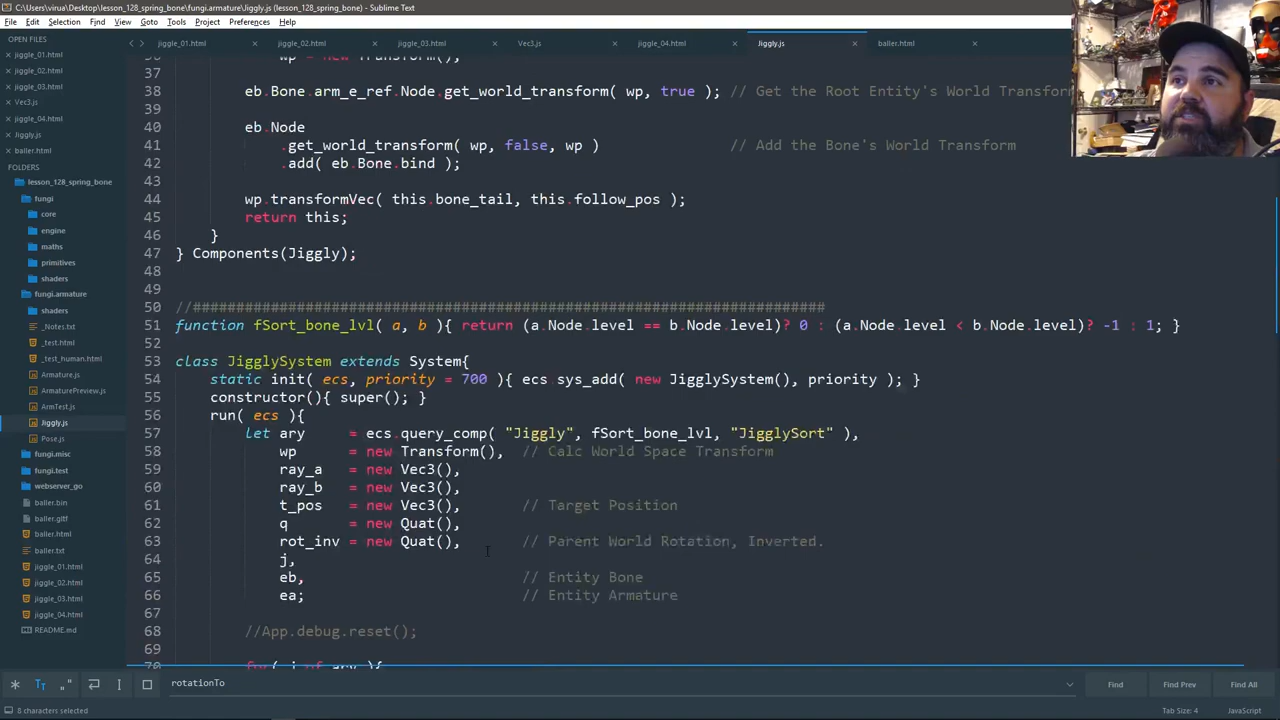 C:\Users\virua\Desktop\lesson_128_spring_bone\fungi.armature\Jiggly.js (lesson_128_spring_bone) - Sublime Text
File Edit Selection Find View Goto Tools Project Preferences Help
OPEN FILES
jiggle_01.html
jiggle_02.html
jiggle_03.html
Vec3.js
jiggle_04.html
Jiggly.js
baller.html
FOLDERS
lesson_128_spring_bone
fungi
core
engine
maths
primitives
shaders
fungi.armature
shaders
_Notes.txt
_test.html
_test_human.html
Armature.js
ArmaturePreview.js
ArmTest.js
Jiggly.js
Pose.js
fungi.misc
fungi.test
webserver_go
baller.bin
baller.gltf
baller.html
baller.txt
jiggle_01.html
jiggle_02.html
jiggle_03.html
jiggle_04.html
README.md
jiggle_01.html jiggle_02.html jiggle_03.html Vec3.js jiggle_04.html Jiggly.js baller.html
wp = new Transform();
37
38 eb.Bone.arm_e_ref.Node.get_world_transform( wp, true ); // Get the Root Entity's World Transform
39
40 eb.Node
41 .get_world_transform( wp, false, wp ) // Add the Bone's World Transform
42 .add( eb.Bone.bind );
43
44 wp.transformVec( this.bone_tail, this.follow_pos );
45 return this;
46 }
47 } Components(Jiggly);
48
49
50
51 function fSort_bone_lvl( a, b ){ return (a.Node.level == b.Node.level)? 0 : (a.Node.level < b.Node.level)? -1 : 1; }
52
53 class JigglySystem extends System{
54 static init( ecs, priority = 700 ){ ecs sys_add( new JigglySystem(), priority ); }
55 constructor(){ super(); }
56 run( ecs ){
57 let ary = ecs.query_comp( "Jiggly", fSort_bone_lvl, "JigglySort" ),
58 wp = new Transform(), // Calc World Space Transform
59 ray_a = new Vec3(),
60 ray_b = new Vec3(),
61 t_pos = new Vec3(), // Target Position
62 q = new Quat(),
63 rot_inv = new Quat(), // Parent World Rotation, Inverted.
64 j,
65 eb, // Entity Bone
66 ea; // Entity Armature
67
68 //App.debug.reset();
69
70 for( j of ary ){
rotationTo
Find Find Prev Find All
8 characters selected
Tab Size: 4 JavaScript